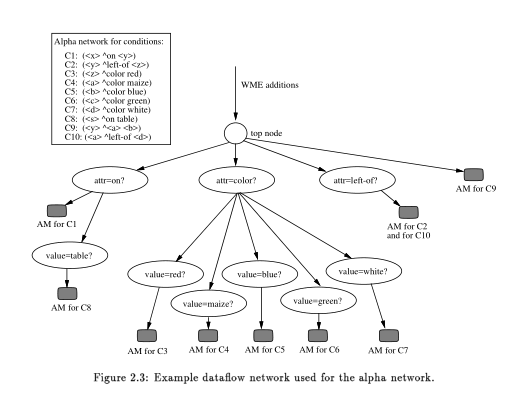 Alpha network for conditions:
C1: (<x> ^on <y>)
C2: (<y> ^left-of <z>)
C3: (<z> ^color red)
C4: (<a> ^color maize)
C5: (<b> ^color blue)
C6: (<c> ^color green)
C7: (<d> ^color white)
C8: (<s> ^on table)
C9: (<y> ^<a> <b>)
C10: (<a> ^left-of <d>)
WME additions
top node
attr=on?
attr=color?
attr=left-of?
AM for C9
AM for C1
AM for C2
and for C10
value=table?
value=red?
value=blue?
value=white?
value=maize?
value=green?
AM for C8
AM for C3
AM for C4
AM for C5
AM for C6
AM for C7
Figure 2.3: Example dataflow network used for the alpha network.